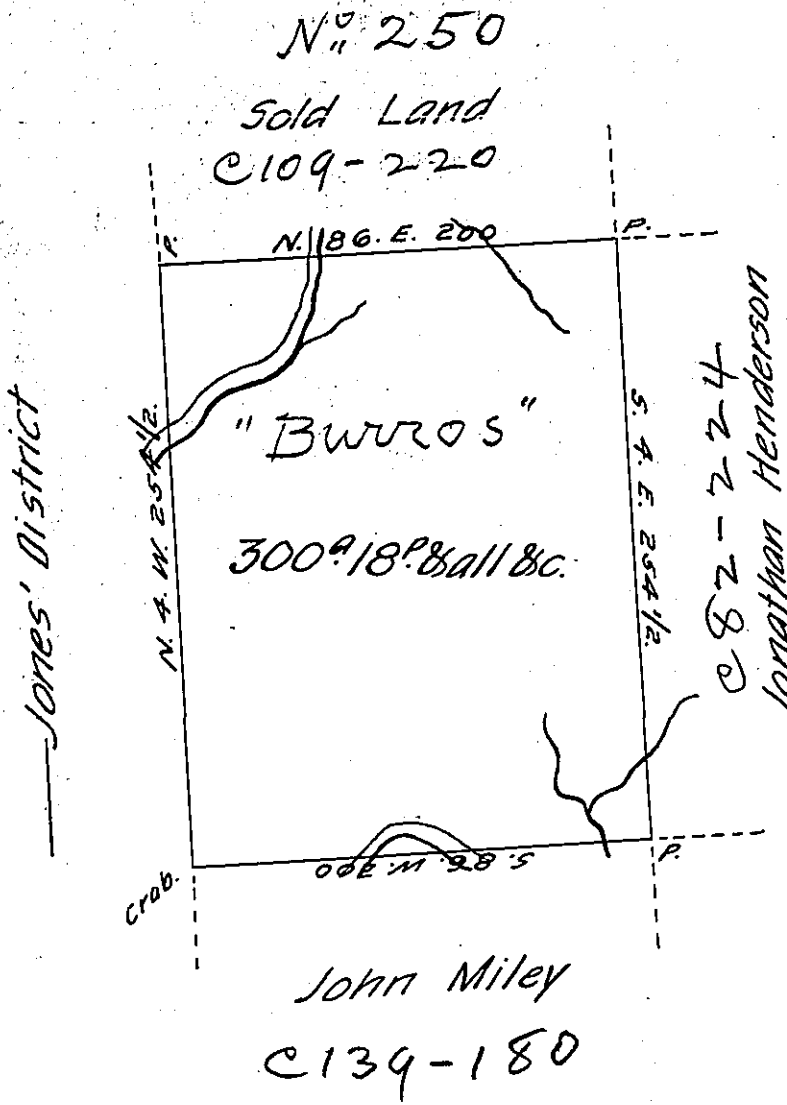 Nº 250
Sold Land
C109-220
P.
N. 86. E. 200
P.
Jones' District
N. 4. W. 254 1/2.
"Burros"
300ᵃ 18ᴾ. & all &c.
S. 4. E. 254 1/2.
C82-224
Jonathan Henderson
Crab.
S. 86. W. 200
P.
John Miley
C139-180